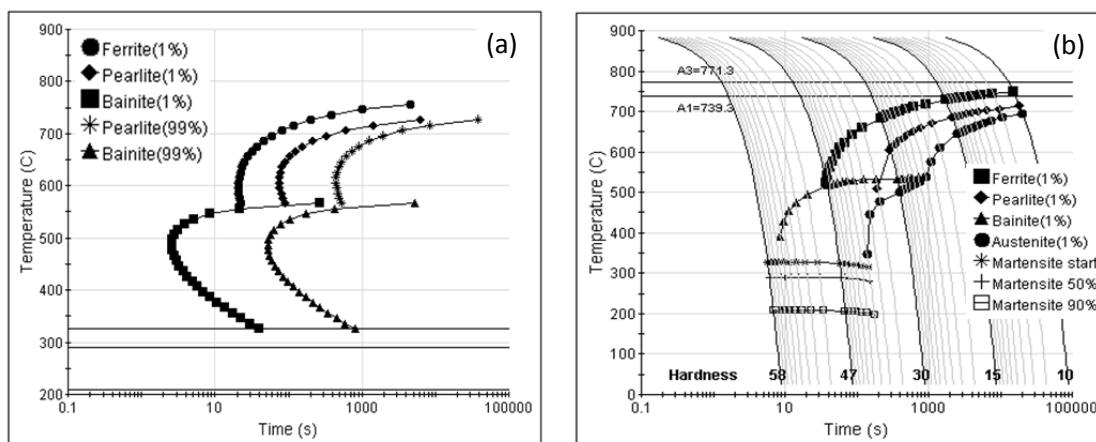 (a)
Ferrite(1%)
Pearlite(1%)
Bainite(1%)
Pearlite(99%)
Bainite(99%)
Temperature (C)
900
800
700
600
500
400
300
200
0.1
10
1000
100000
Time (s)
(b)
A3=771.3
A1=739.3
Ferrite(1%)
Pearlite(1%)
Bainite(1%)
Austenite(1%)
Martensite start
Martensite 50%
Martensite 90%
Temperature (C)
900
800
700
600
500
400
300
200
100
0
Hardness 58 47 30 15 10
0.1
10
1000
100000
Time (s)